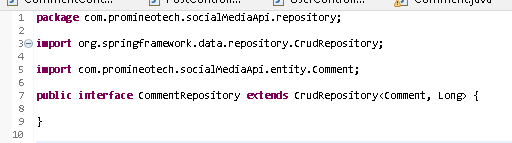 1 package com.promineotech.socialMediaApi.repository;
2
3 import org.springframework.data.repository.CrudRepository;
4
5 import com.promineotech.socialMediaApi.entity.Comment;
6
7 public interface CommentRepository extends CrudRepository<Comment, Long> {
8
9 }
10